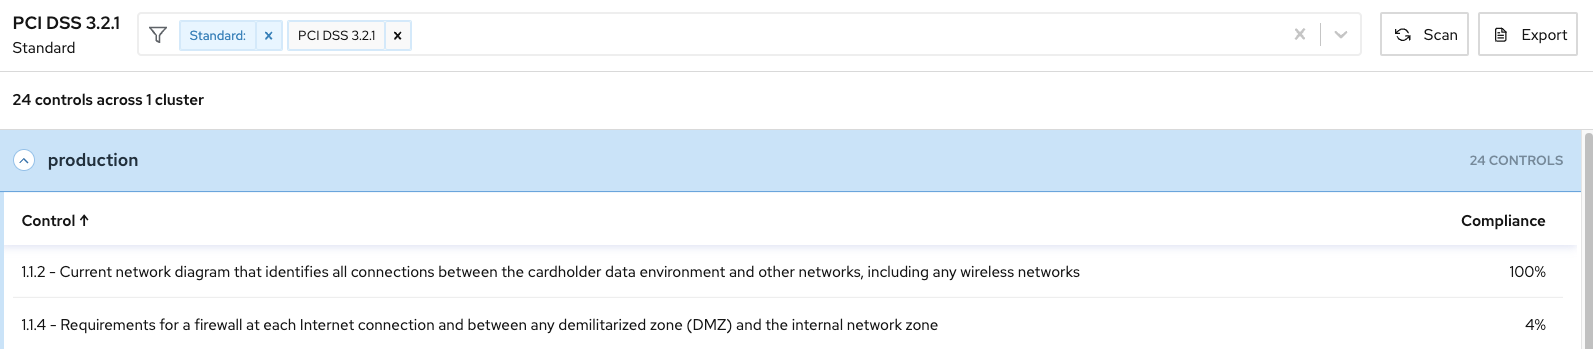 PCI DSS 3.2.1
Standard
Standard: × PCI DSS 3.2.1 ×
Scan
Export
24 controls across 1 cluster
production 24 CONTROLS
Control ↑ Compliance
1.1.2 - Current network diagram that identifies all connections between the cardholder data environment and other networks, including any wireless networks 100%
1.1.4 - Requirements for a firewall at each Internet connection and between any demilitarized zone (DMZ) and the internal network zone 4%